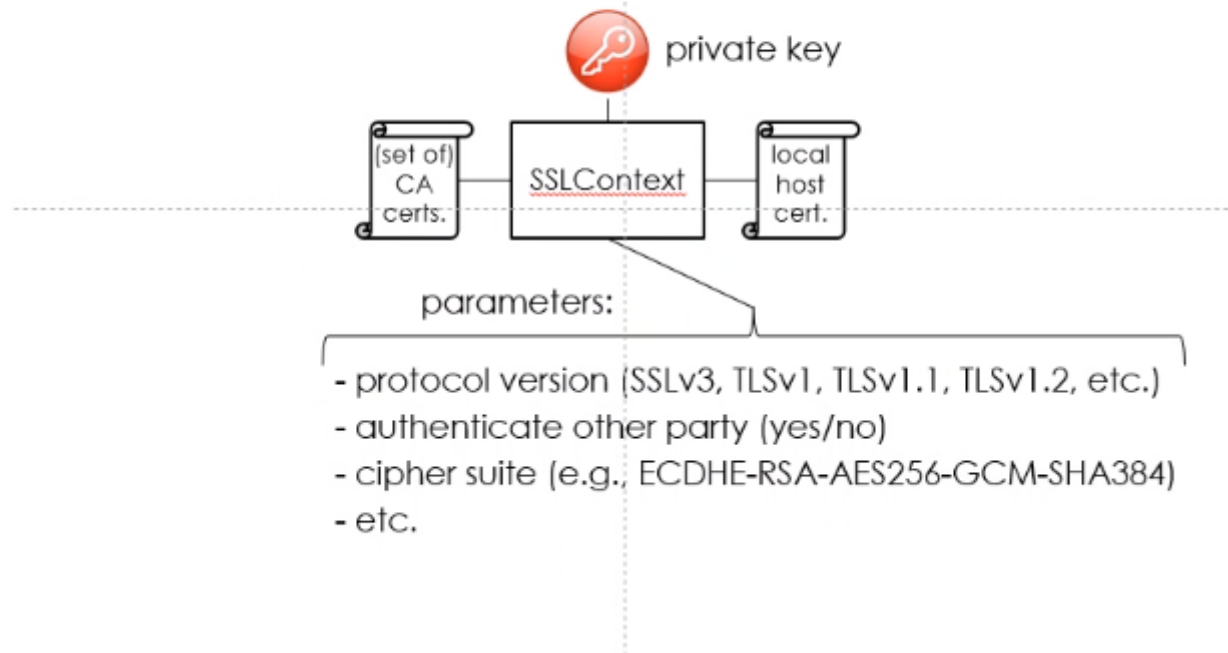 private key
(set of)
CA
certs.
SSLContext
local
host
cert.
parameters:
- protocol version (SSLv3, TLSv1, TLSv1.1, TLSv1.2, etc.)
- authenticate other party (yes/no)
- cipher suite (e.g., ECDHE-RSA-AES256-GCM-SHA384)
- etc.